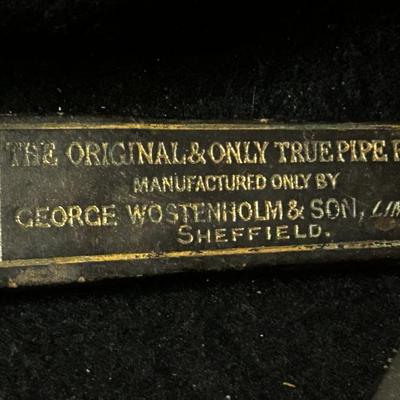 THE ORIGINAL & ONLY TRUE PIPE
MANUFACTURED ONLY BY
GEORGE WOSTENHOLM & SON,
SHEFFIELD.